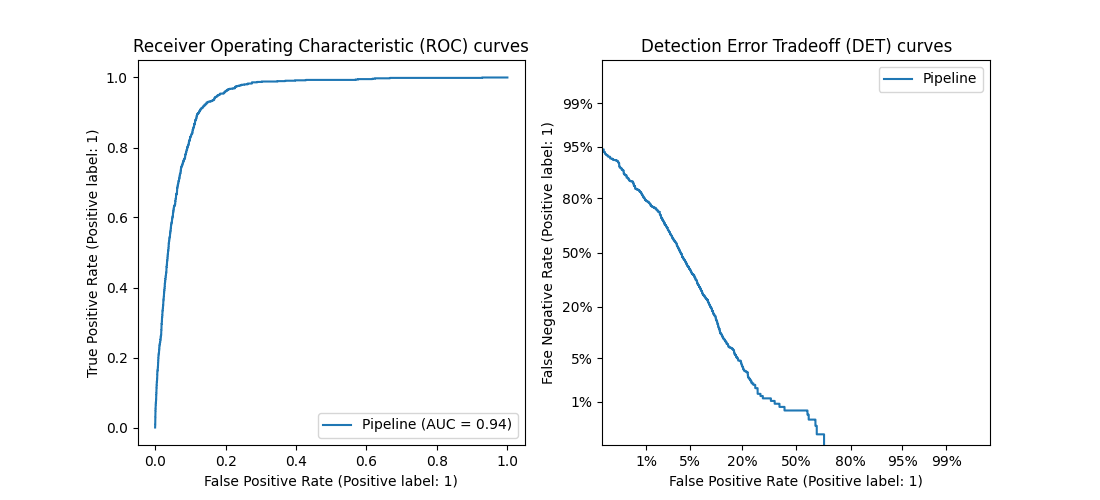 Receiver Operating Characteristic (ROC) curves
True Positive Rate (Positive label: 1)
1.0
0.8
0.6
0.4
0.2
0.0
Pipeline (AUC = 0.94)
0.0 0.2 0.4 0.6 0.8 1.0
False Positive Rate (Positive label: 1)
Detection Error Tradeoff (DET) curves
False Negative Rate (Positive label: 1)
Pipeline
99%
95%
80%
50%
20%
5%
1%
1% 5% 20% 50% 80% 95% 99%
False Positive Rate (Positive label: 1)